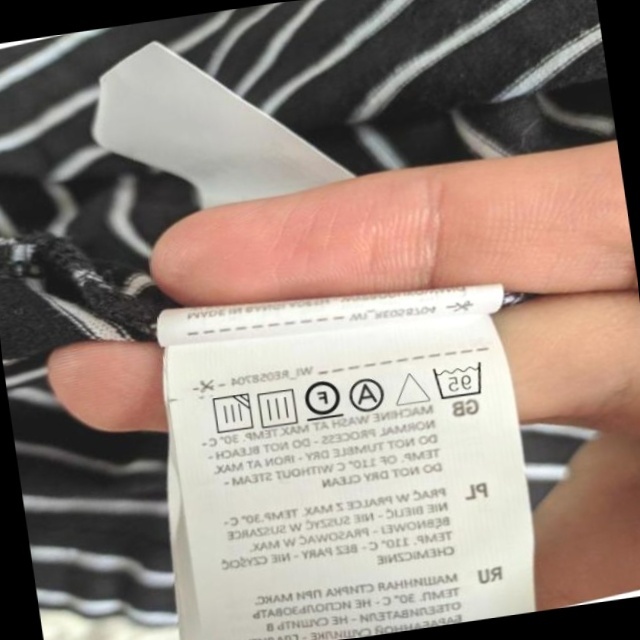 WI_RE058704
95 A F
GB MACHINE WASH AT MAX.TEMP. 30°C -
NORMAL PROCESS - DO NOT BLEACH -
DO NOT TUMBLE DRY - IRON AT MAX.
TEMP. OF 110°C WITHOUT STEAM -
DO NOT DRY CLEAN
PL PRAĆ W PRALCE Z MAX. TEMP.30°C -
NIE BIELIĆ - NIE SUSZYĆ W SUSZARCE
BĘBNOWEJ - PRASOWAĆ W MAX.
TEMP. 110°C - BEZ PARY - NIE CZYŚCIĆ
CHEMICZNIE
RU МАШИННАЯ СТИРКА ПРИ МАКС.
ТЕМП. 30°C - НЕ ИСПОЛЬЗОВАТЬ
ОТБЕЛИВАТЕЛИ - НЕ СУШИТЬ В
БАРАБАННОЙ СУШИЛКЕ -